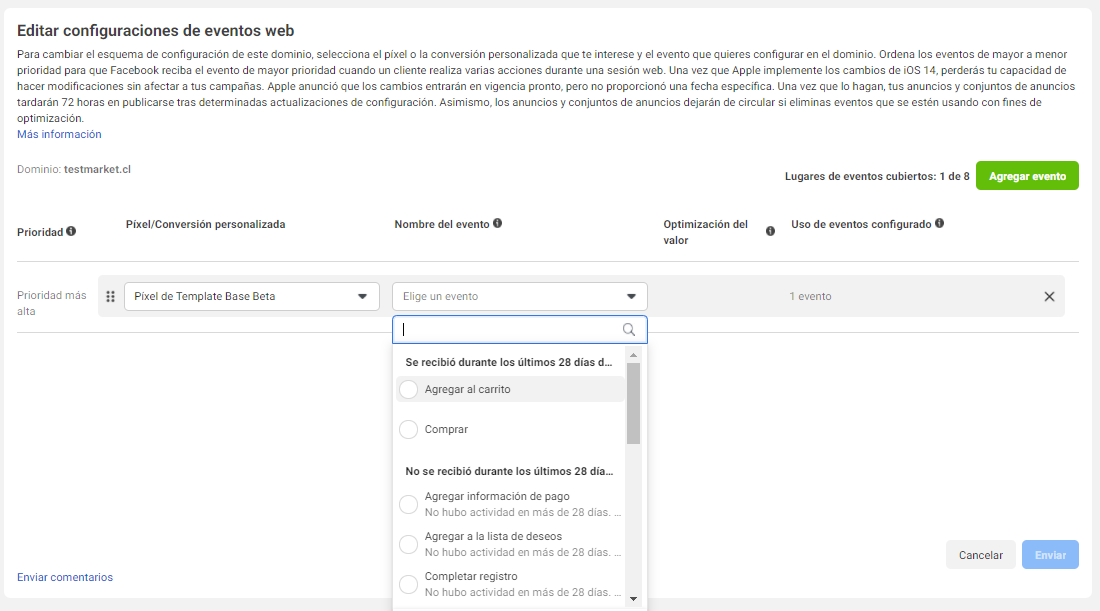 Editar configuraciones de eventos web
Para cambiar el esquema de configuración de este dominio, selecciona el píxel o la conversión personalizada que te interese y el evento que quieres configurar en el dominio. Ordena los eventos de mayor a menor
prioridad para que Facebook reciba el evento de mayor prioridad cuando un cliente realiza varias acciones durante una sesión web. Una vez que Apple implemente los cambios de iOS 14, perderás tu capacidad de
hacer modificaciones sin afectar a tus campañas. Apple anunció que los cambios entrarán en vigencia pronto, pero no proporcionó una fecha específica. Una vez que lo hagan, tus anuncios y conjuntos de anuncios
tardarán 72 horas en publicarse tras determinadas actualizaciones de configuración. Asimismo, los anuncios y conjuntos de anuncios dejarán de circular si eliminas eventos que se estén usando con fines de
optimización.
Más información
Dominio: testmarket.cl
Lugares de eventos cubiertos: 1 de 8
Agregar evento
Prioridad
Píxel/Conversión personalizada
Nombre del evento
Optimización del
valor
Uso de eventos configurado
Prioridad más
alta
Píxel de Template Base Beta
Elige un evento
1 evento
Se recibió durante los últimos 28 días d...
Agregar al carrito
Comprar
No se recibió durante los últimos 28 día...
Agregar información de pago
No hubo actividad en más de 28 días. ...
Agregar a la lista de deseos
No hubo actividad en más de 28 días. ...
Completar registro
No hubo actividad en más de 28 días. ...
Cancelar
Enviar
Enviar comentarios